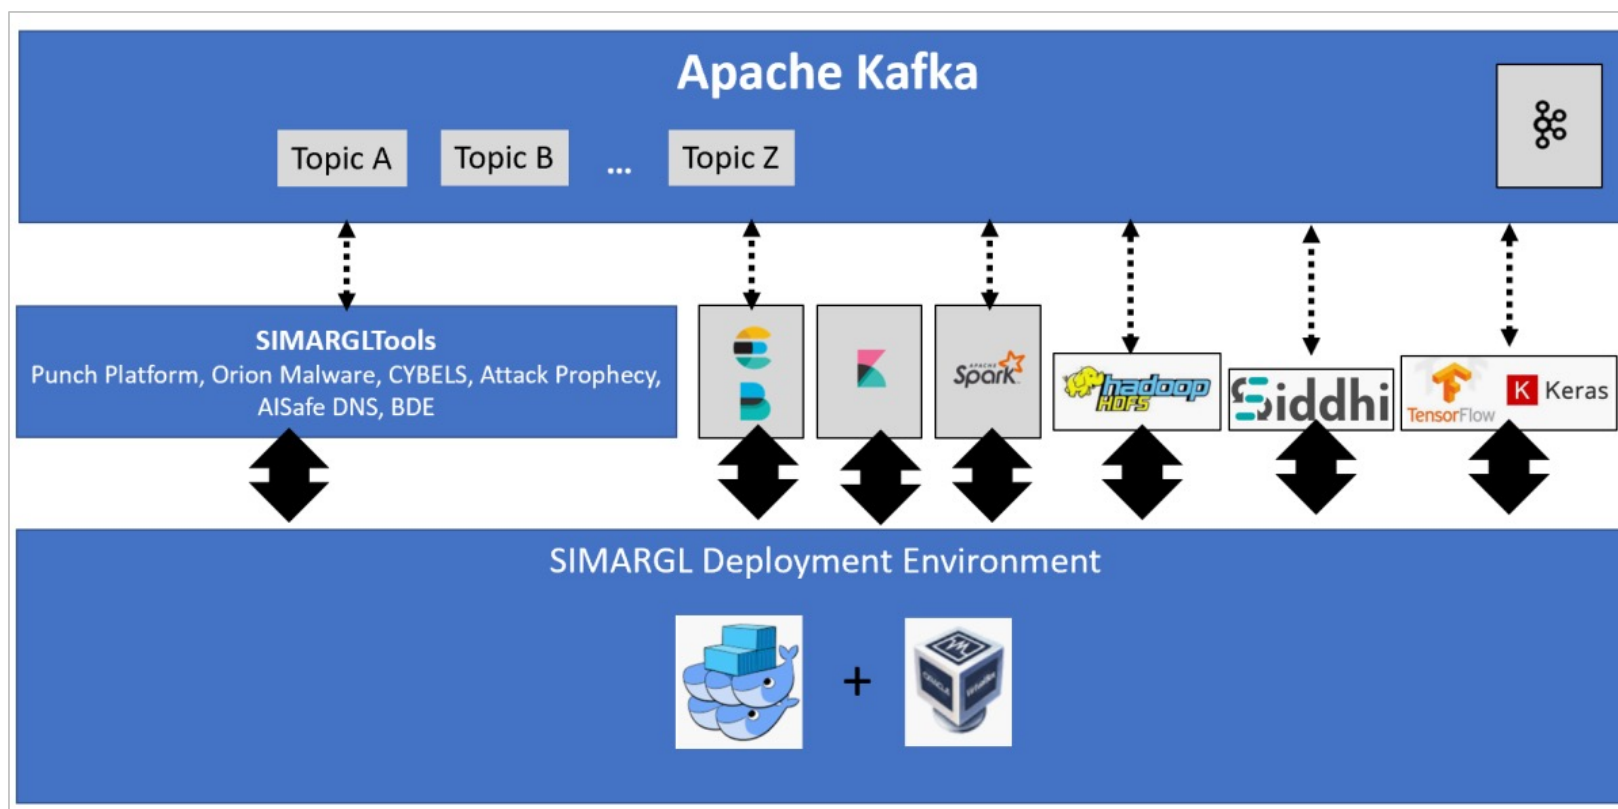 Apache Kafka
Topic A
Topic B
...
Topic Z
SIMARGLTools
Punch Platform, Orion Malware, CYBELS, Attack Prophecy,
AISafe DNS, BDE
APACHE
Spark
hadoop
HDFS
Siddhi
TensorFlow
K Keras
SIMARGL Deployment Environment
+